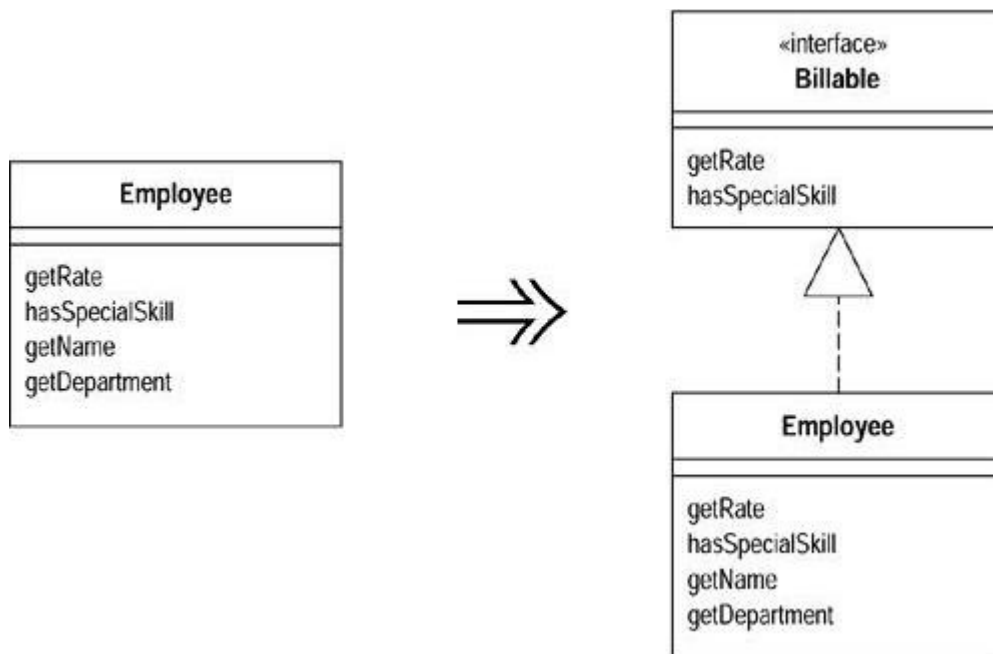 Employee
getRate
hasSpecialSkill
getName
getDepartment
«interface»
Billable
getRate
hasSpecialSkill
Employee
getRate
hasSpecialSkill
getName
getDepartment